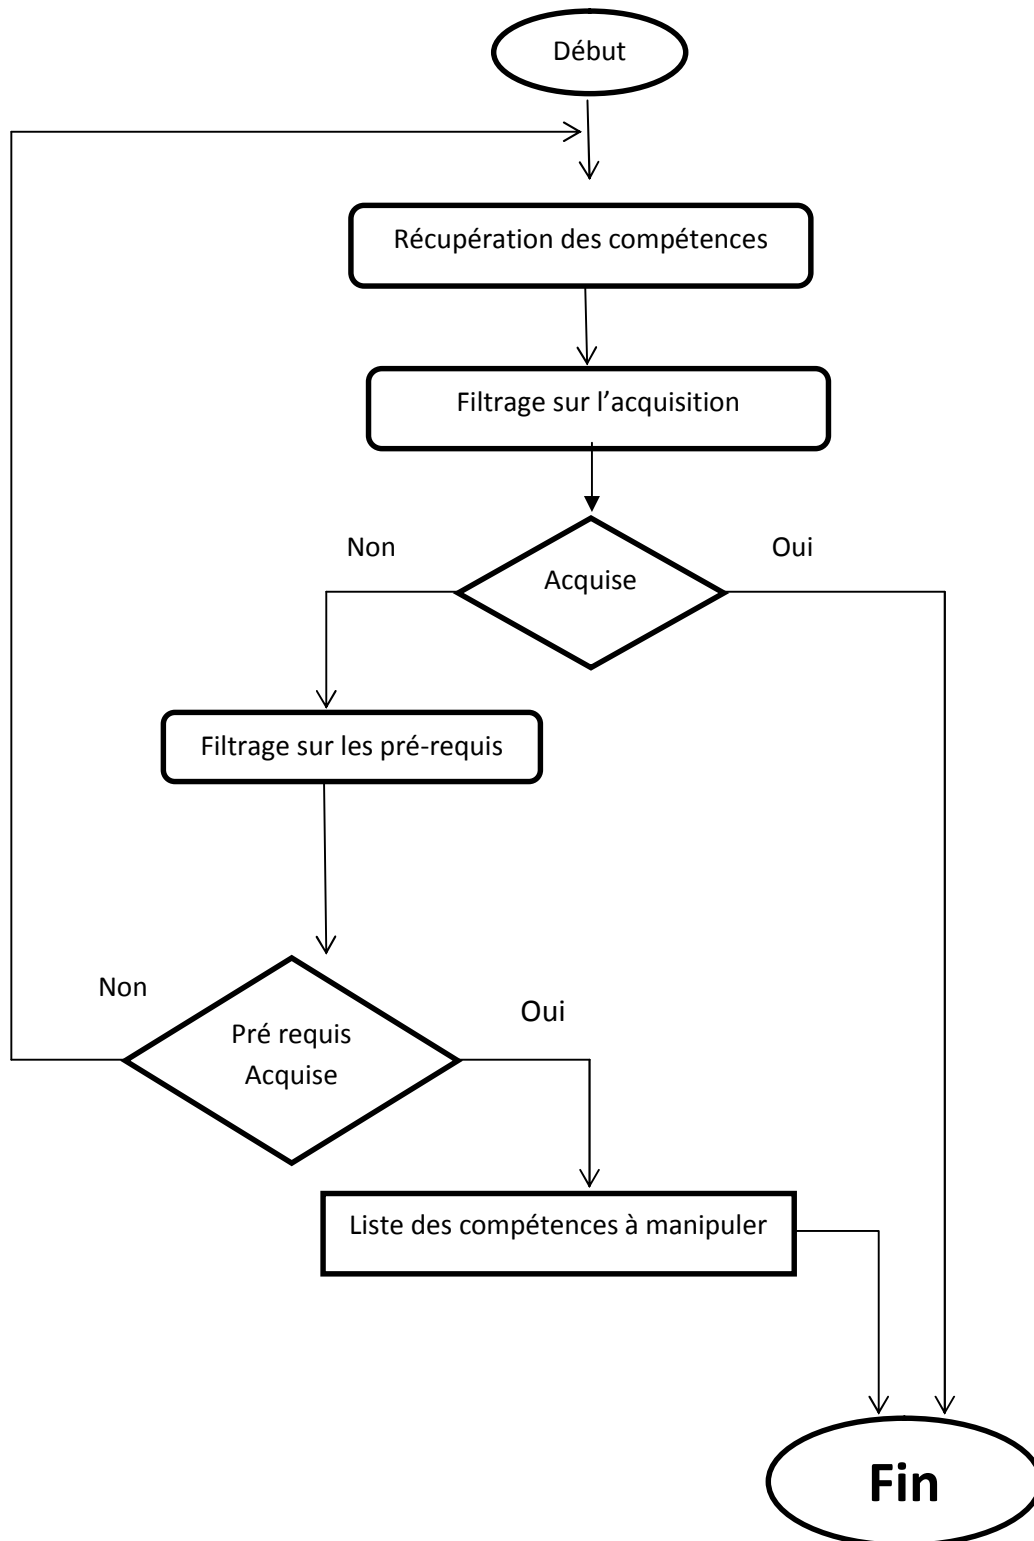 Début
Récupération des compétences
Filtrage sur l’acquisition
Non
Oui
Acquise
Filtrage sur les pré-requis
Non
Oui
Pré requis
Acquise
Liste des compétences à manipuler
Fin